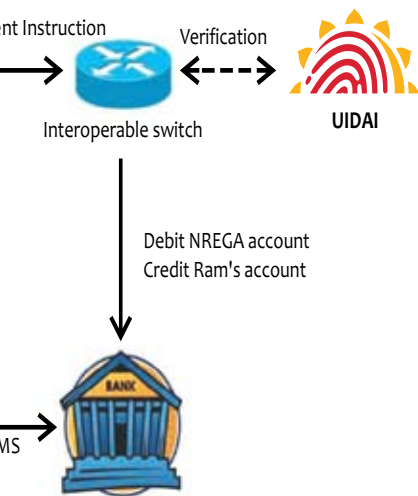 ent Instruction
Verification
UIDAI
Interoperable switch
Debit NREGA account
Credit Ram's account
BANK
MS